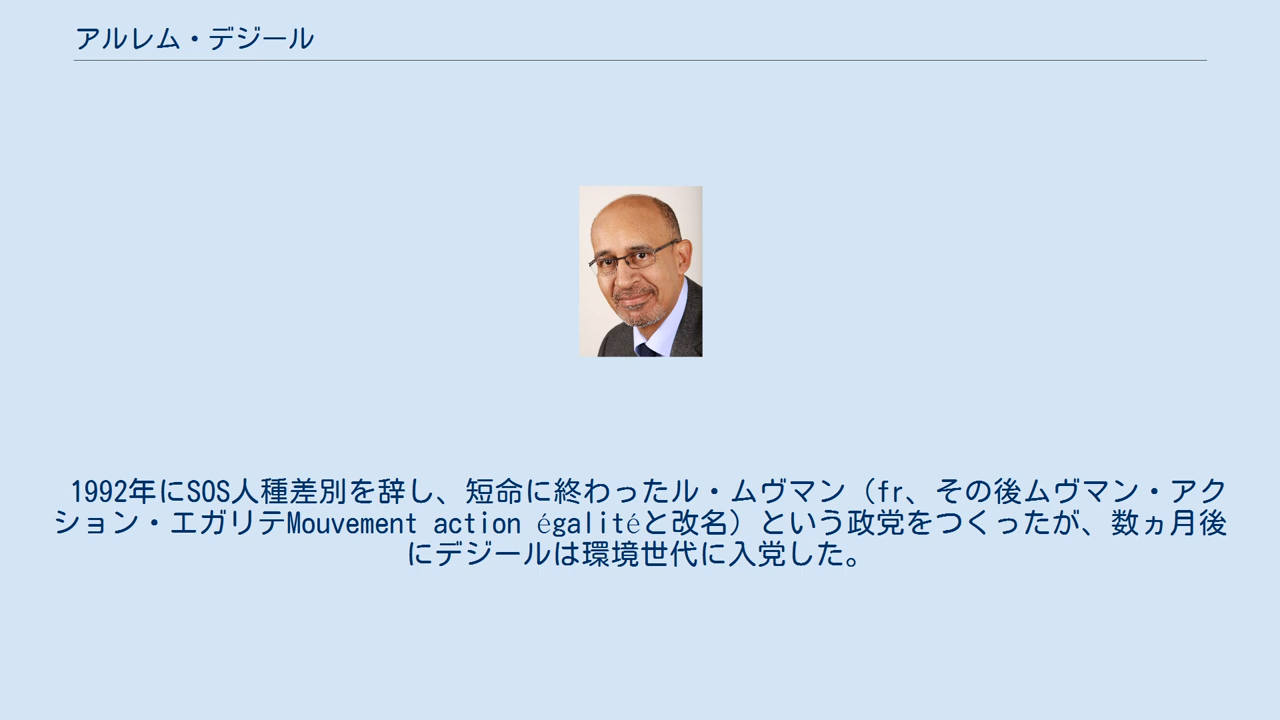 アルレム・デジール
1992年にSOS人種差別を辞し、短命に終わったル・ムヴマン（fr、その後ムヴマン・アク
ション・エガリテMouvement action égalitéと改名）という政党をつくったが、数ヵ月後
にデジールは環境世代に入党した。